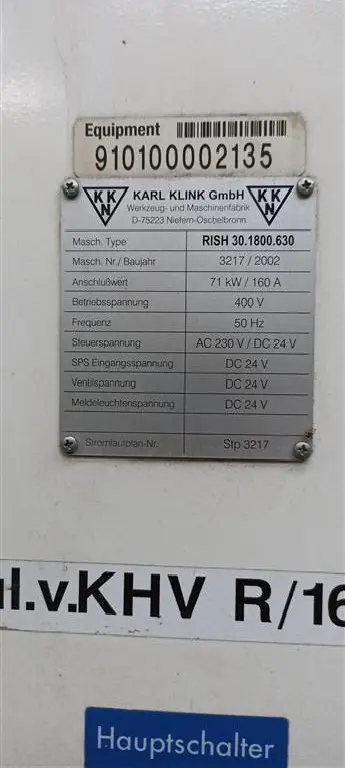 Equipment
910100002135
KKN KARL KLINK GmbH KKN
Werkzeug- und Maschinenfabrik
D-75223 Niefern-Öschelbronn
Masch. Type RISH 30.1800.630
Masch. Nr./ Baujahr 3217 / 2002
Anschlußwert 71 kW / 160 A
Betriebsspannung 400 V
Frequenz 50 Hz
Steuerspannung AC 230 V / DC 24 V
SPS Eingangsspannung DC 24 V
Ventilspannung DC 24 V
Meldeleuchtenspannung DC 24 V
Stromlaufplan-Nr. Stp 3217
l.v.KHV R/16
Hauptschalter